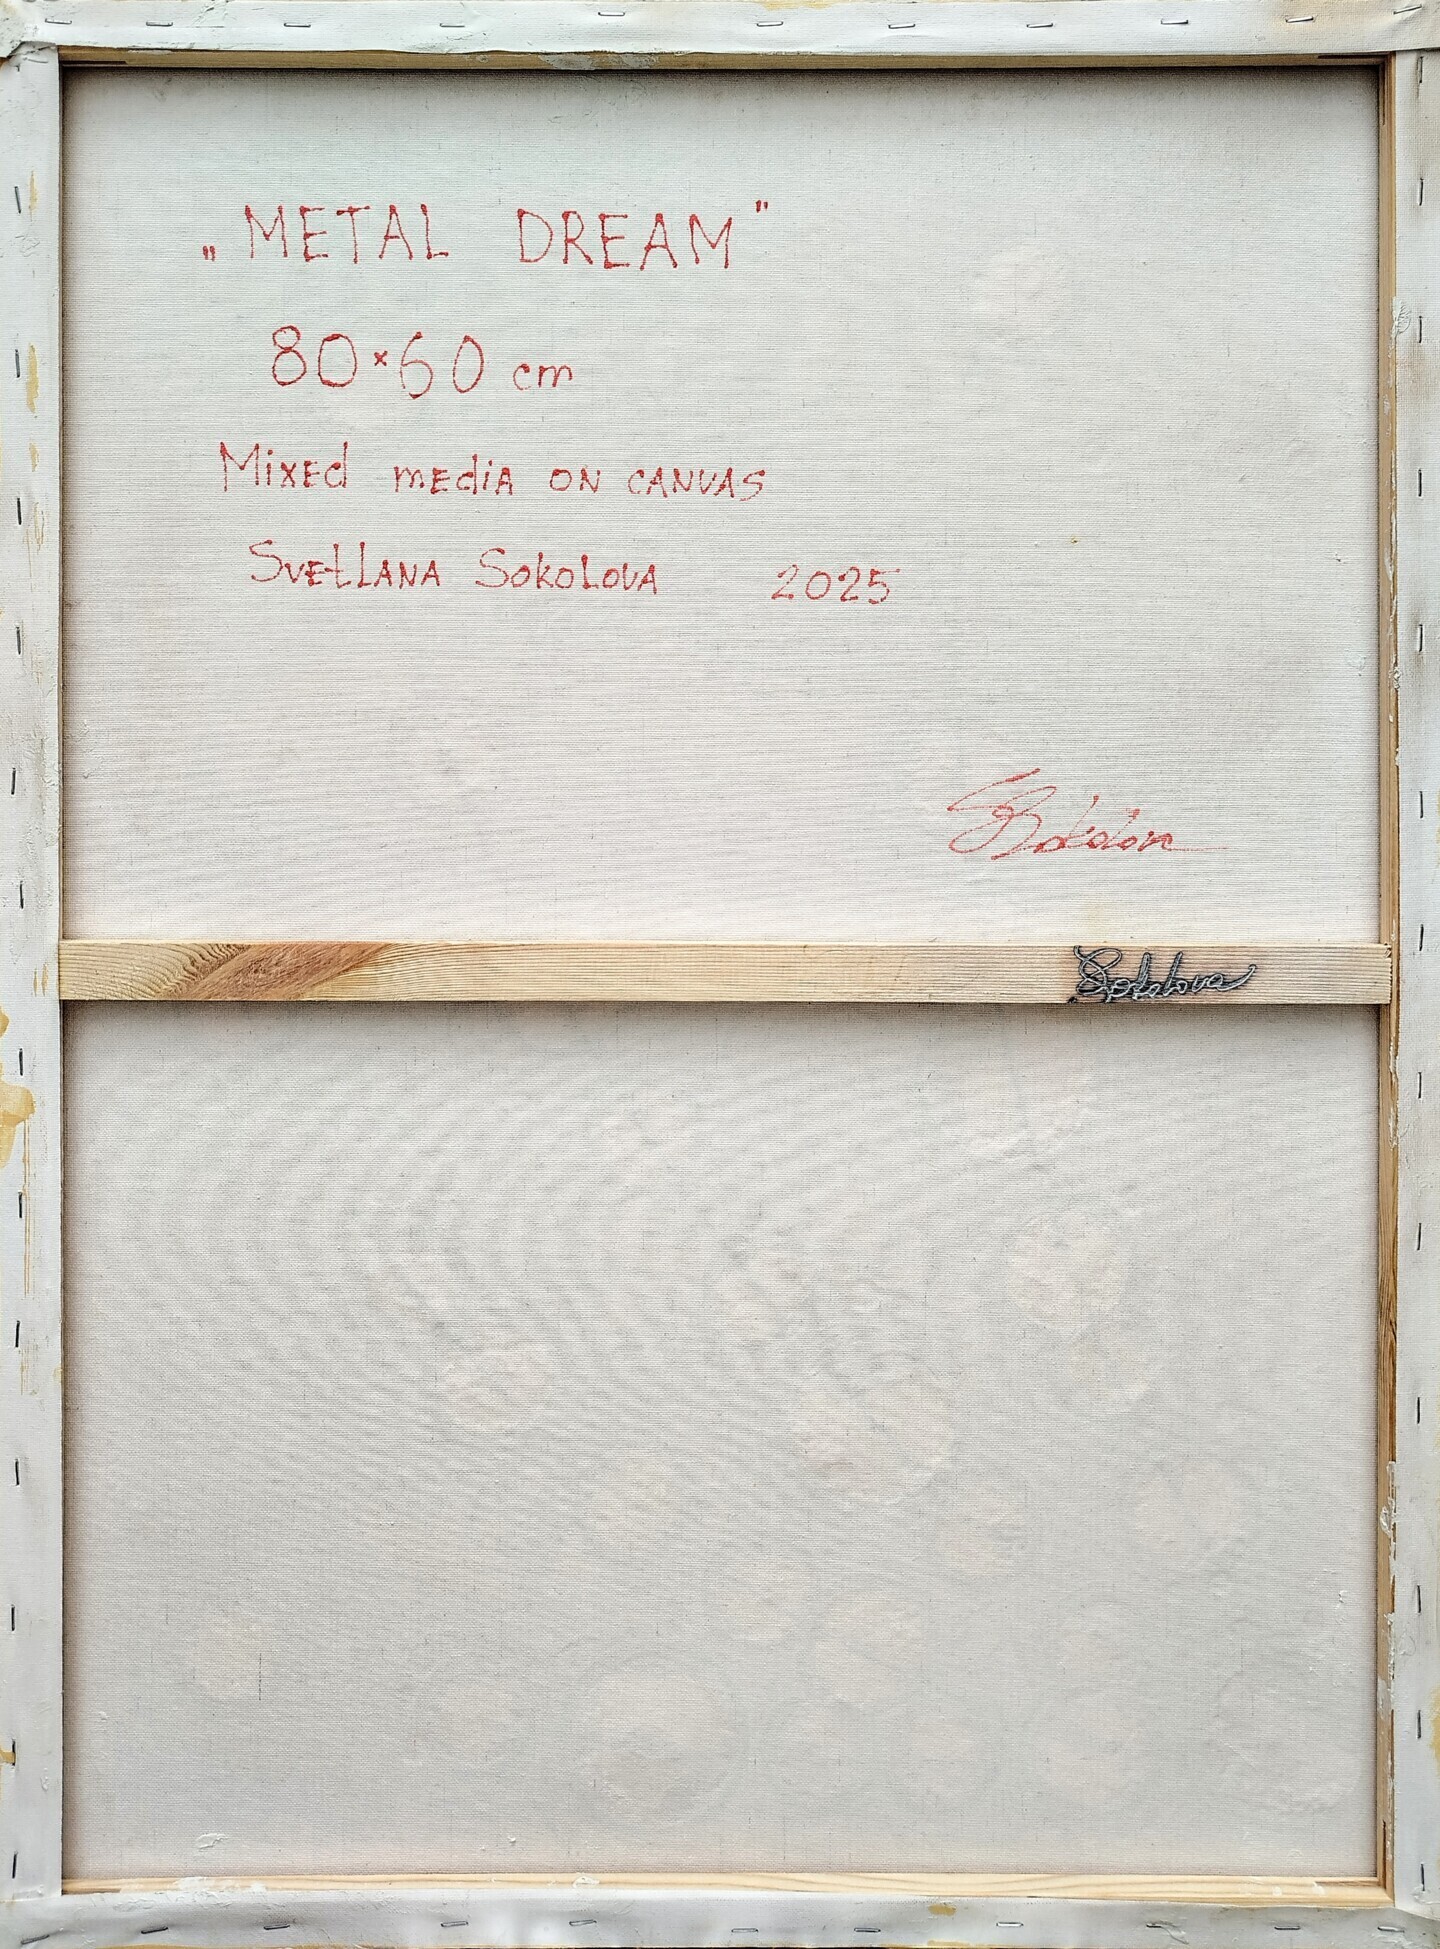 „METAL DREAM"
80×60 cm
Mixed media on canvas
Svetlana Sokolova 2025
Sokolova